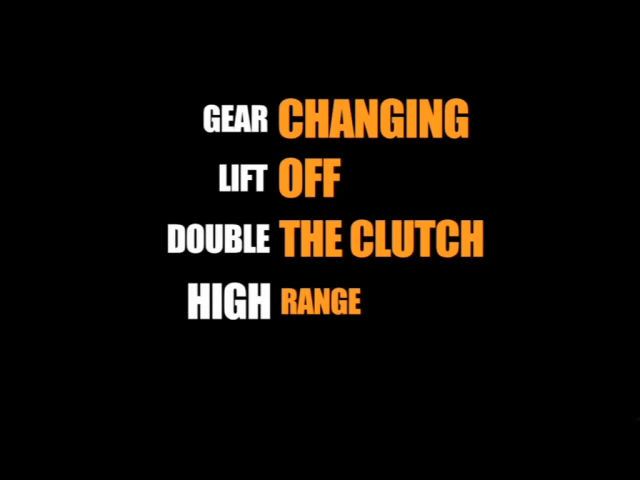 GEAR CHANGING
LIFT OFF
DOUBLE THE CLUTCH
HIGH RANGE